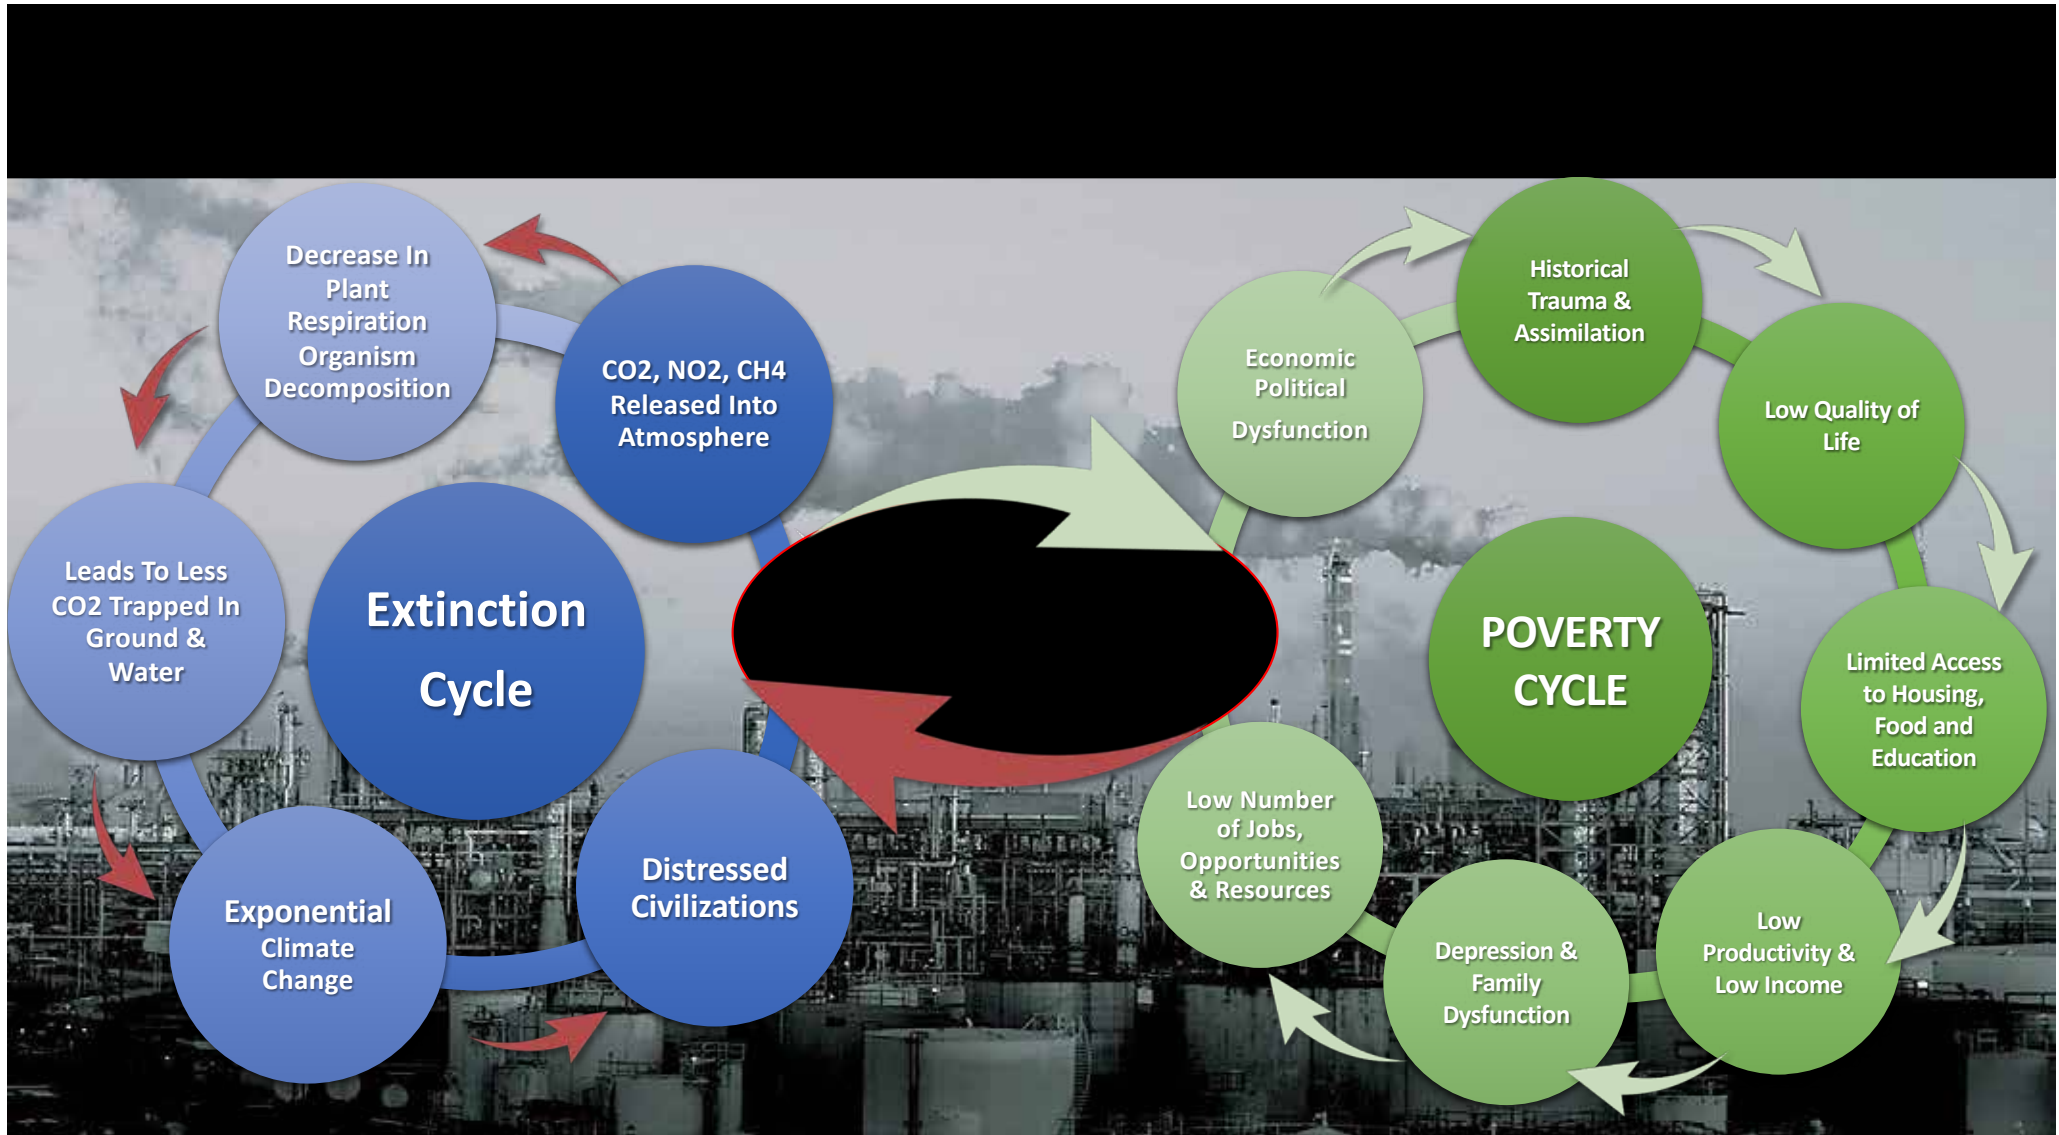 Decrease In
Plant
Respiration
Organism
Decomposition
CO2, NO2, CH4
Released Into
Atmosphere
Leads To Less
CO2 Trapped In
Ground &
Water
Extinction
Cycle
Exponential
Climate
Change
Distressed
Civilizations
Economic
Political
Dysfunction
Historical
Trauma &
Assimilation
Low Quality of
Life
POVERTY
CYCLE
Limited Access
to Housing,
Food and
Education
Low Number
of Jobs,
Opportunities
& Resources
Depression &
Family
Dysfunction
Low
Productivity &
Low Income